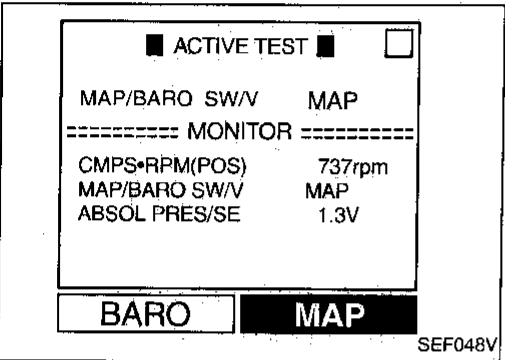 ■ ACTIVE TEST ■ □
MAP/BARO SW/V MAP
========== MONITOR ==========
CMPS•RPM(POS) 737rpm
MAP/BARO SW/V MAP
ABSOL PRES/SE 1.3V
BARO MAP
SEF048V